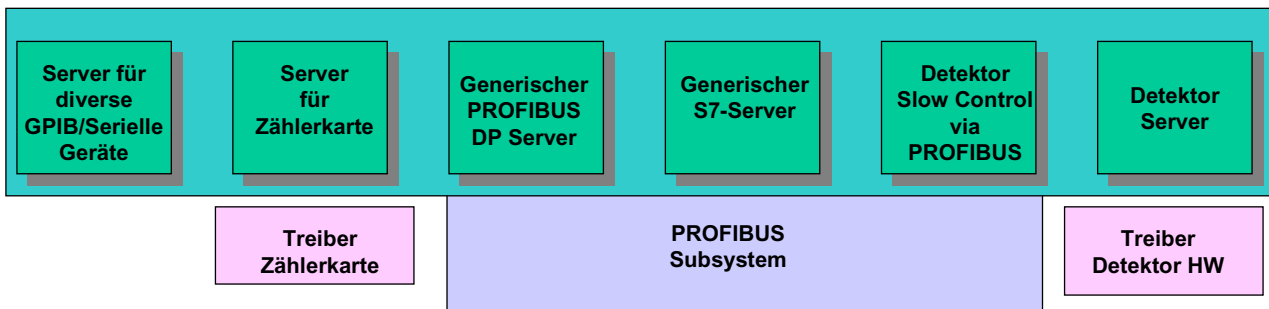 Server für
diverse
GPIB/Serielle
Geräte
Server
für
Zählerkarte
Generischer
PROFIBUS
DP Server
Generischer
S7-Server
Detektor
Slow Control
via
PROFIBUS
Detektor
Server
Treiber
Zählerkarte
PROFIBUS
Subsystem
Treiber
Detektor HW